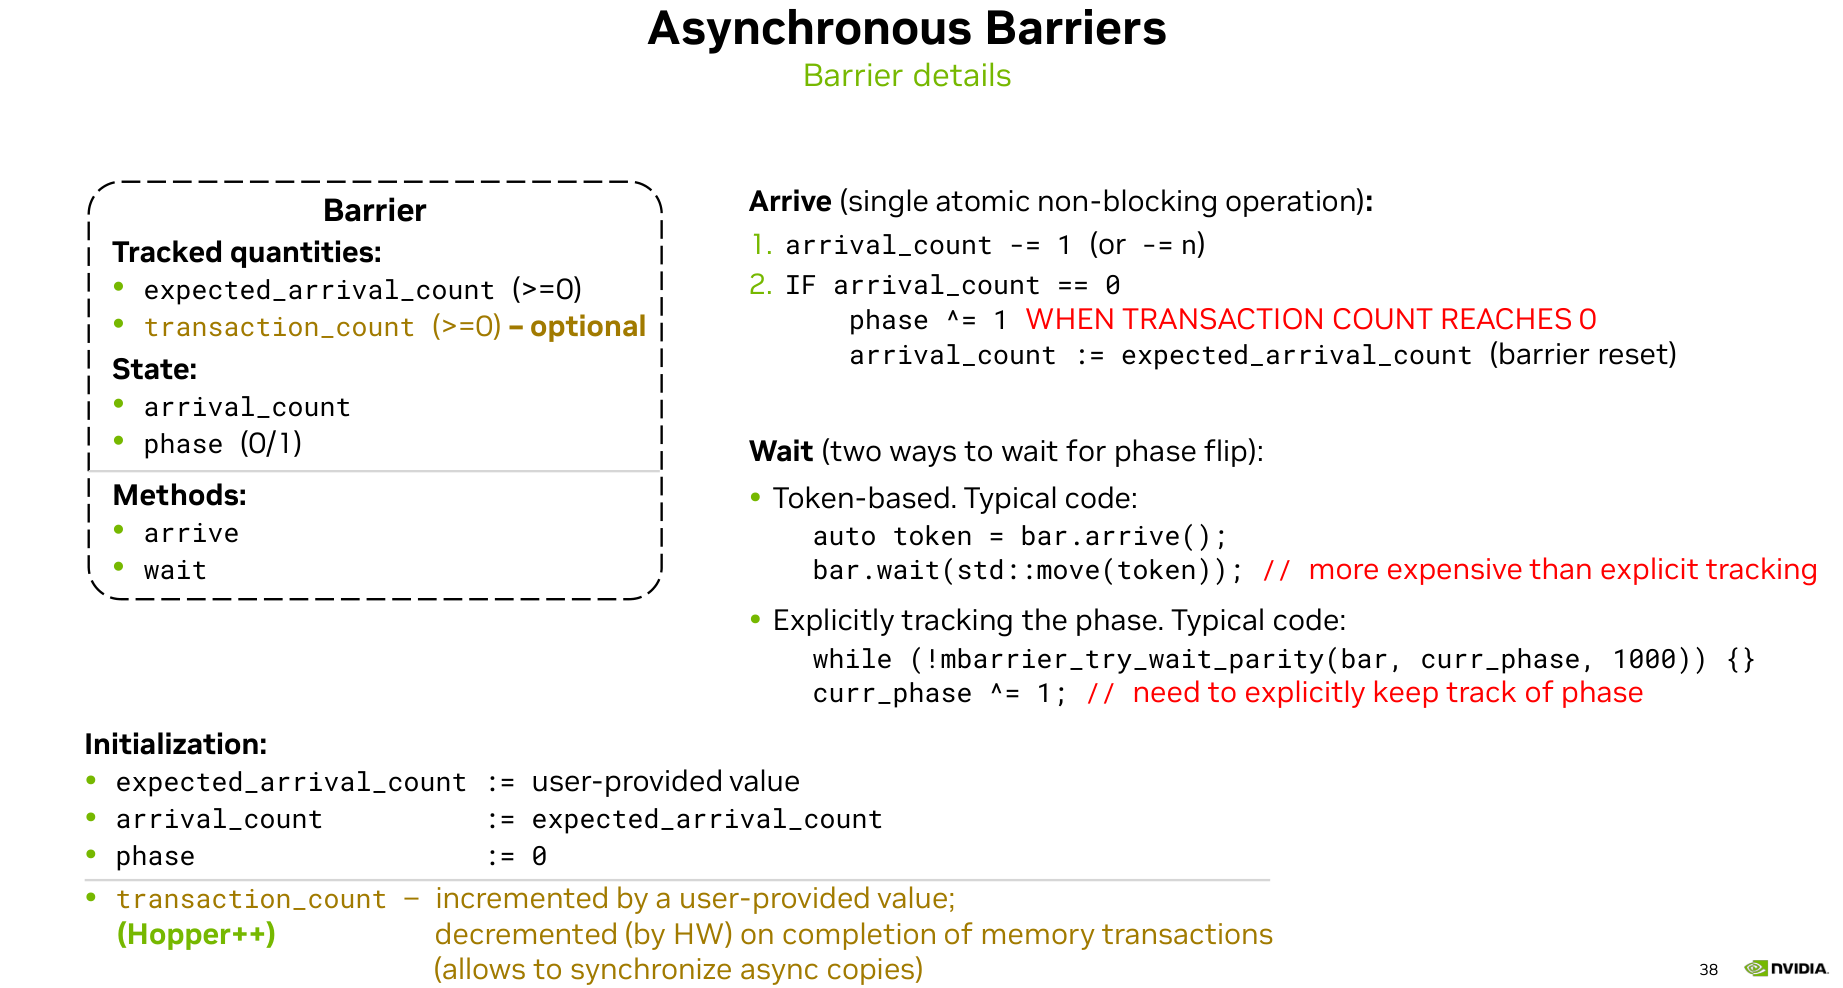 Asynchronous Barriers
Barrier details
Barrier
Tracked quantities:
• expected_arrival_count (>=0)
• transaction_count (>=0) – optional
State:
• arrival_count
• phase (0/1)
Methods:
• arrive
• wait
Arrive (single atomic non-blocking operation):
1. arrival_count -= 1 (or -= n)
2. IF arrival_count == 0
phase ^= 1 WHEN TRANSACTION COUNT REACHES 0
arrival_count := expected_arrival_count (barrier reset)
Wait (two ways to wait for phase flip):
• Token-based. Typical code:
auto token = bar.arrive();
bar.wait(std::move(token)); // more expensive than explicit tracking
• Explicitly tracking the phase. Typical code:
while (!mbarrier_try_wait_parity(bar, curr_phase, 1000)) {}
curr_phase ^= 1; // need to explicitly keep track of phase
Initialization:
• expected_arrival_count := user-provided value
• arrival_count := expected_arrival_count
• phase := 0
• transaction_count – incremented by a user-provided value;
(Hopper++) decremented (by HW) on completion of memory transactions
(allows to synchronize async copies)
38 NVIDIA.